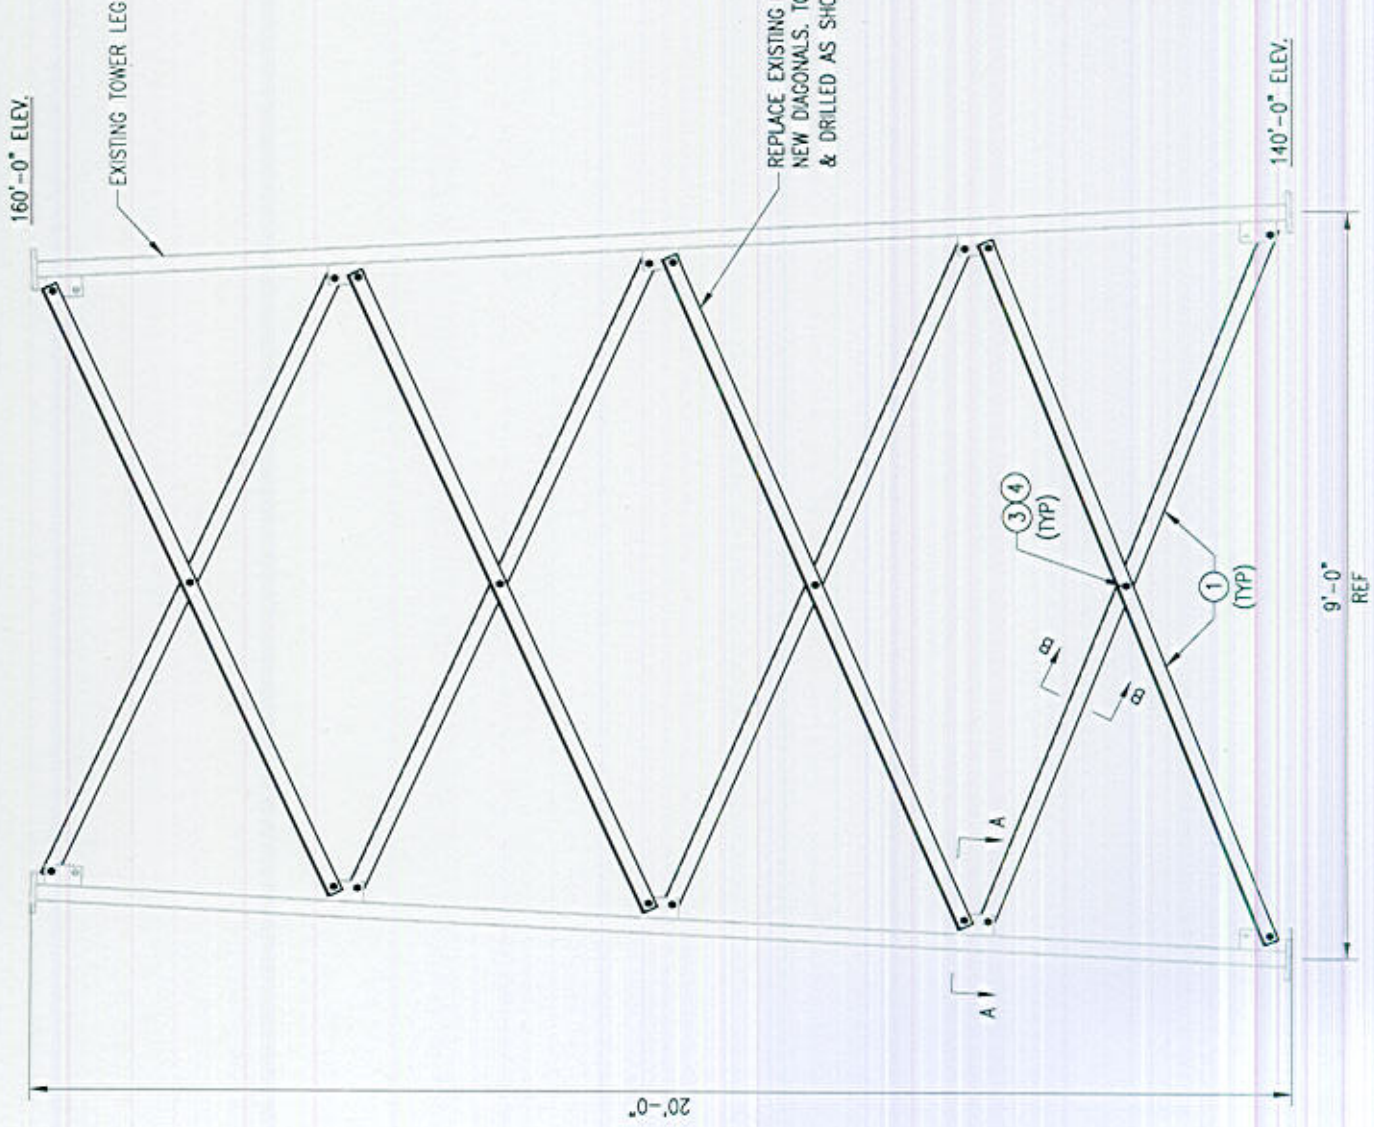 160'-0" ELEV.
EXISTING TOWER LEG
REPLACE EXISTING
NEW DIAGONALS. TO
& DRILLED AS SHO
140'-0" ELEV.
3 4
(TYP)
1
(TYP)
B
B
A
A
9'-0"
REF
20'-0"